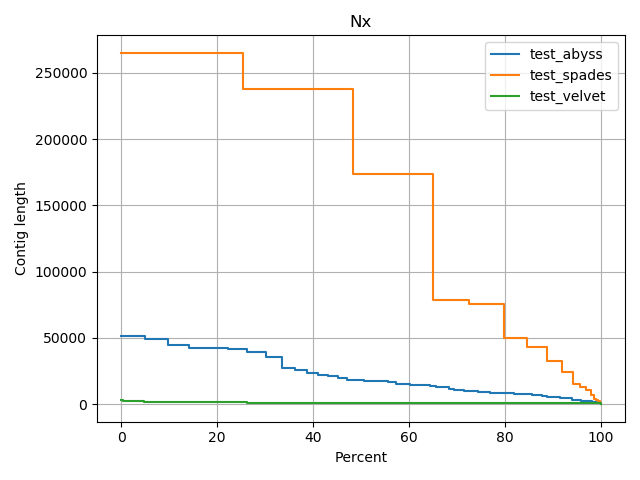 Nx
test_abyss
test_spades
test_velvet
250000
200000
150000
100000
50000
0
Contig length
0 20 40 60 80 100
Percent